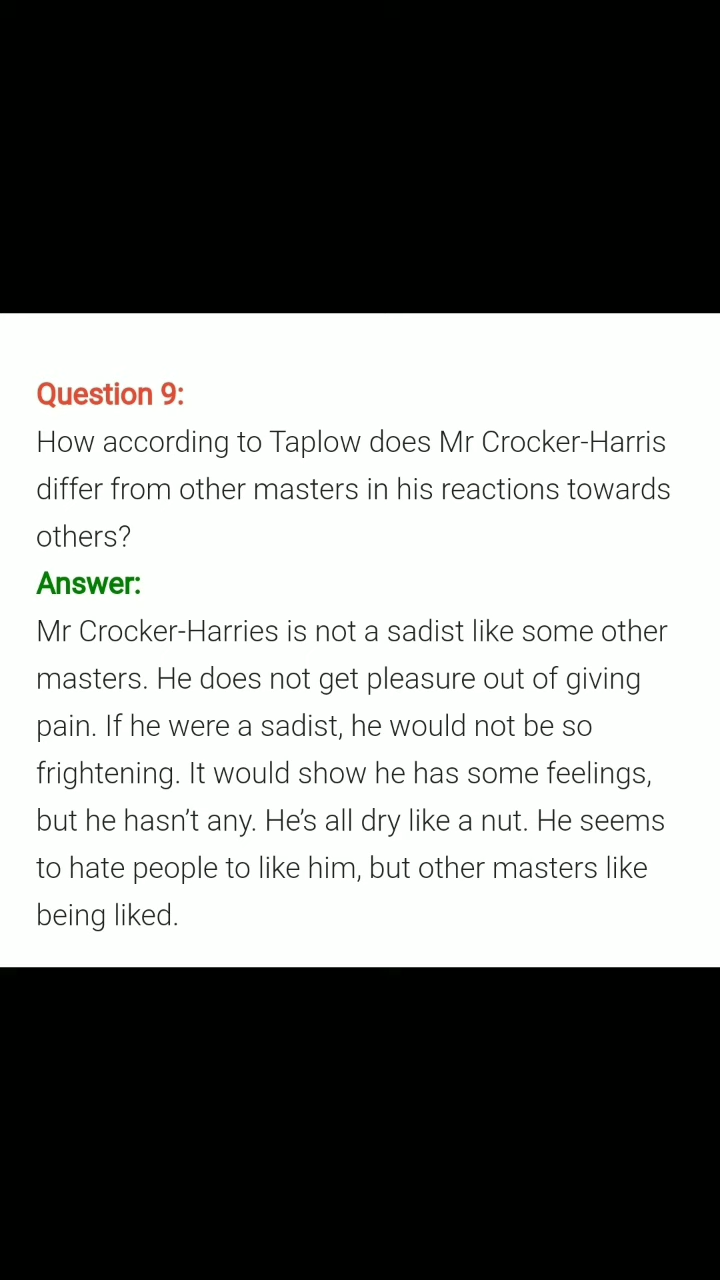 Question 9:
How according to Taplow does Mr Crocker-Harris
differ from other masters in his reactions towards
others?
Answer:
Mr Crocker-Harries is not a sadist like some other
masters. He does not get pleasure out of giving
pain. If he were a sadist, he would not be so
frightening. It would show he has some feelings,
but he hasn’t any. He’s all dry like a nut. He seems
to hate people to like him, but other masters like
being liked.